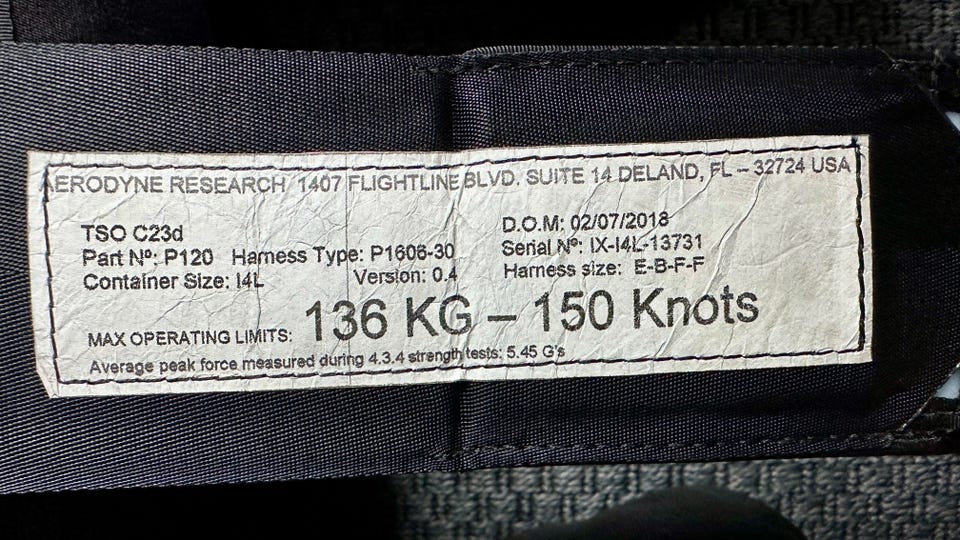 AERODYNE RESEARCH 1407 FLIGHTLINE BLVD. SUITE 14 DELAND, FL – 32724 USA
TSO C23d
D.O.M: 02/07/2018
Part Nº: P120 Harness Type: P1606-30
Serial Nº: IX-I4L-13731
Container Size: I4L Version: 0.4
Harness size: E-B-F-F
MAX OPERATING LIMITS: 136 KG – 150 Knots
Average peak force measured during 4.3.4 strength tests: 5.45 G's